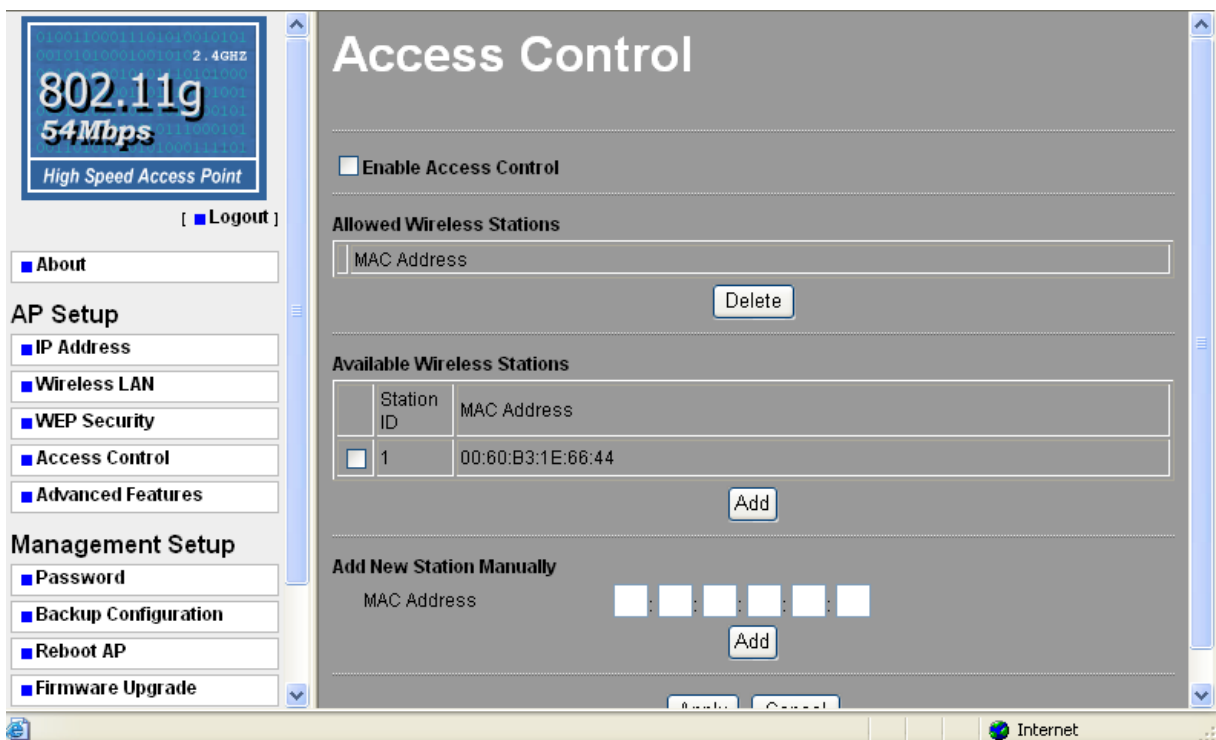 2.4GHZ
802.11g
54Mbps
High Speed Access Point
[ Logout ]
About
AP Setup
IP Address
Wireless LAN
WEP Security
Access Control
Advanced Features
Management Setup
Password
Backup Configuration
Reboot AP
Firmware Upgrade
Access Control
Enable Access Control
Allowed Wireless Stations
MAC Address
Delete
Available Wireless Stations
Station ID MAC Address
1 00:60:B3:1E:66:44
Add
Add New Station Manually
MAC Address : : : : :
Add
Apply Cancel
Internet